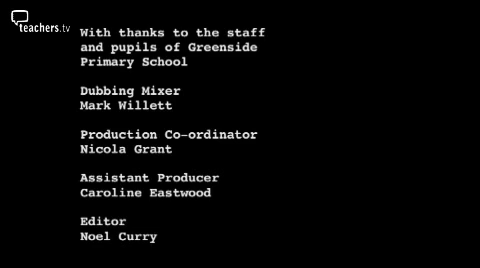 teachers.tv
With thanks to the staff
and pupils of Greenside
Primary School
Dubbing Mixer
Mark Willett
Production Co-ordinator
Nicola Grant
Assistant Producer
Caroline Eastwood
Editor
Noel Curry